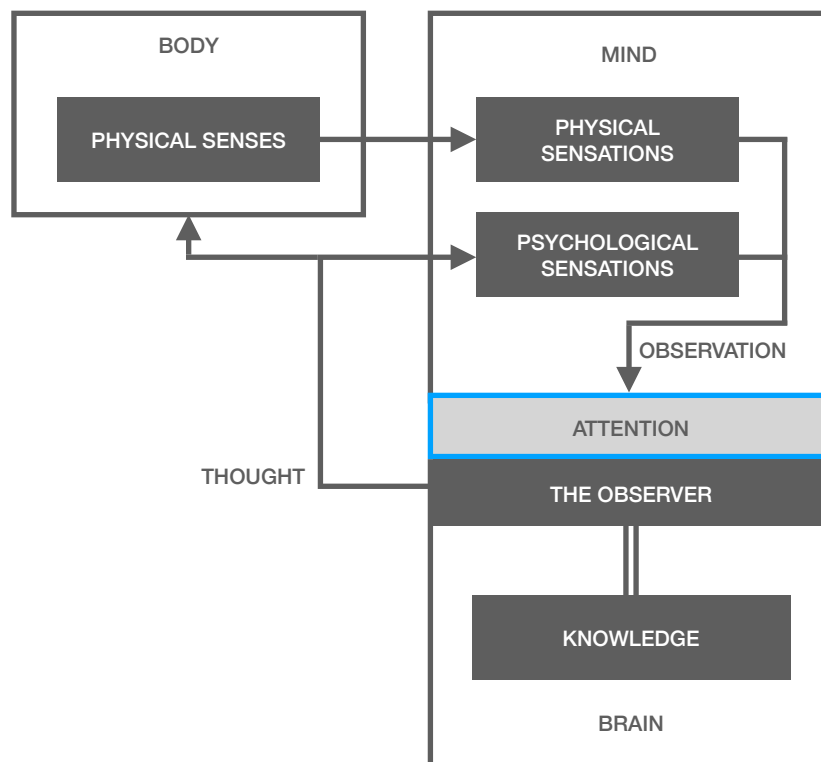 BODY
MIND
PHYSICAL SENSES
PHYSICAL
SENSATIONS
PSYCHOLOGICAL
SENSATIONS
OBSERVATION
ATTENTION
THOUGHT
THE OBSERVER
KNOWLEDGE
BRAIN